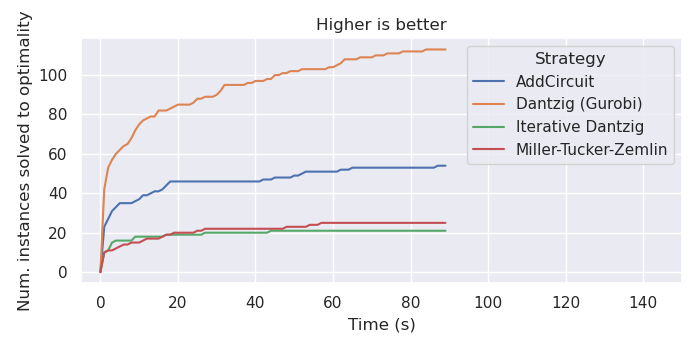 Higher is better
Num. instances solved to optimality
100
80
60
40
20
0
0 20 40 60 80 100 120 140
Time (s)
Strategy
AddCircuit
Dantzig (Gurobi)
Iterative Dantzig
Miller-Tucker-Zemlin